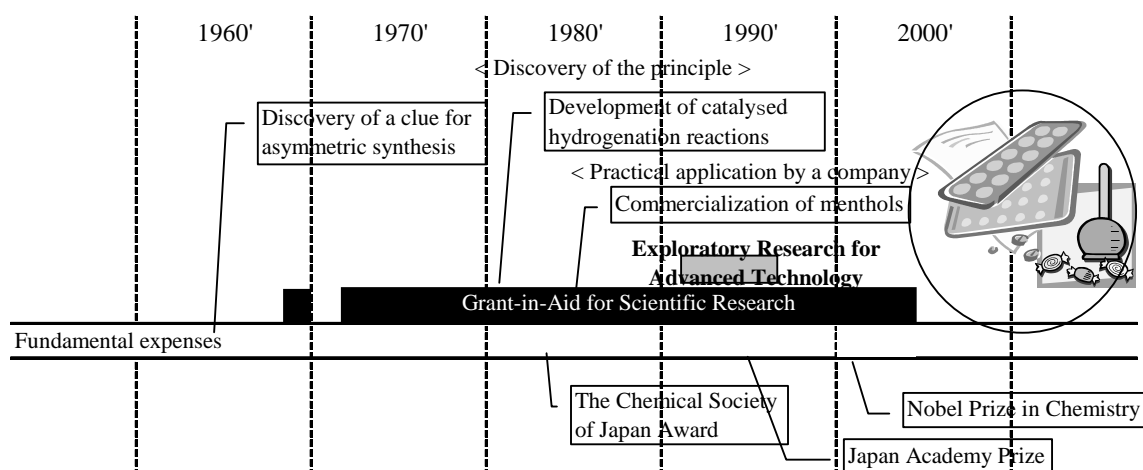 1960' 1970' 1980' 1990' 2000'
< Discovery of the principle >
Discovery of a clue for
asymmetric synthesis
Development of catalysed
hydrogenation reactions
< Practical application by a company >
Commercialization of menthols
Exploratory Research for
Advanced Technology
Grant-in-Aid for Scientific Research
Fundamental expenses
The Chemical Society
of Japan Award
Nobel Prize in Chemistry
Japan Academy Prize